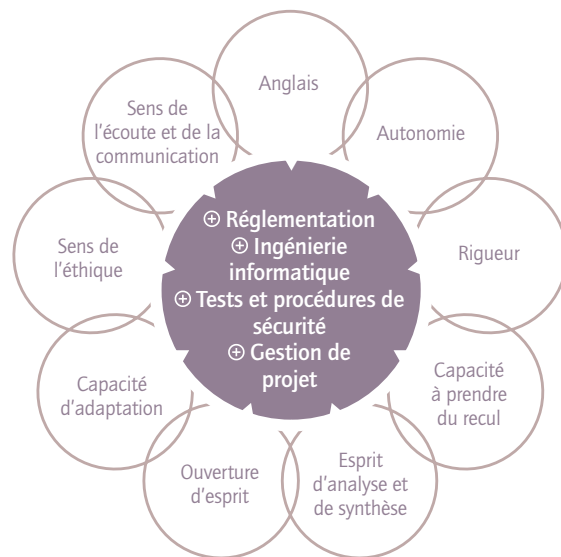 Anglais
Autonomie
Rigueur
Capacité
à prendre
du recul
Esprit
d'analyse et
de synthèse
Ouverture
d'esprit
Capacité
d'adaptation
Sens de
l'éthique
Sens de
l'écoute et de la
communication
⊕ Réglementation
⊕ Ingénierie
informatique
⊕ Tests et procédures de
sécurité
⊕ Gestion de
projet